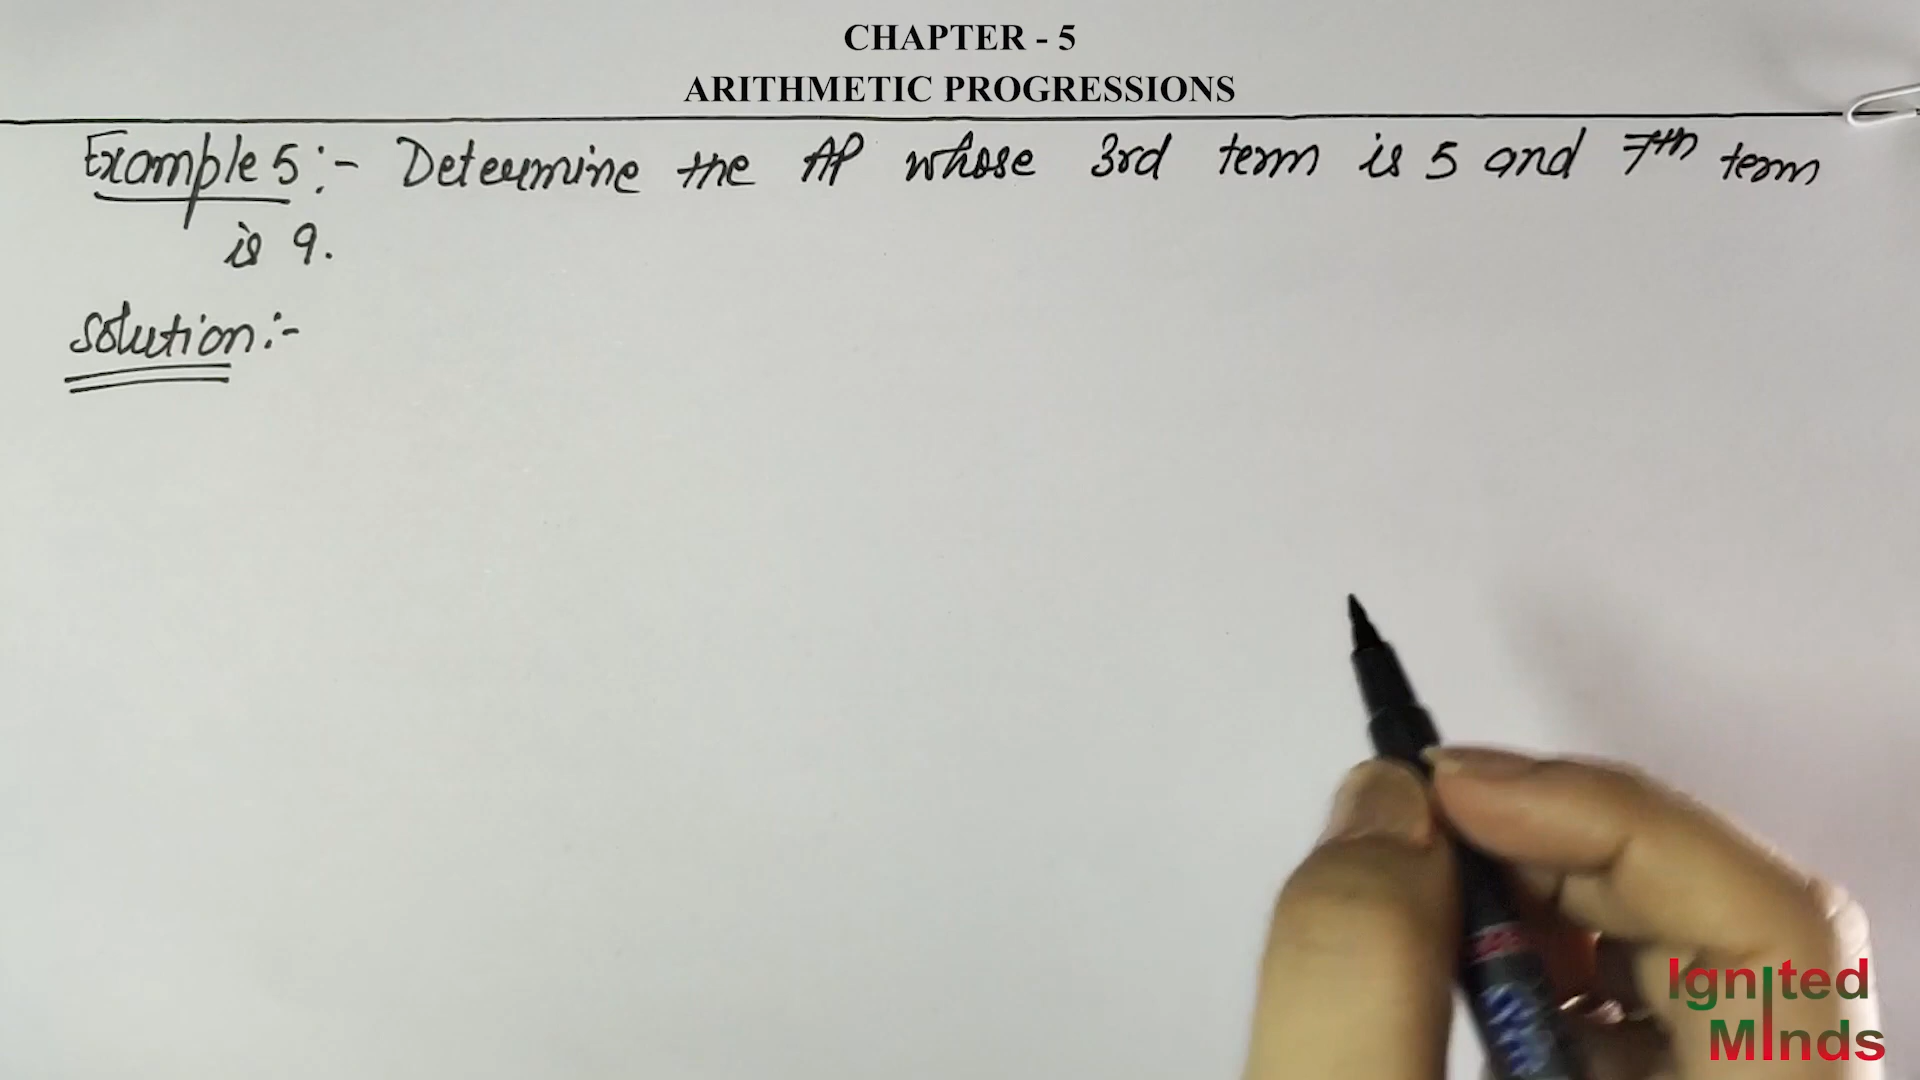 CHAPTER - 5
ARITHMETIC PROGRESSIONS
Example 5:- Determine the AP whose 3rd term is 5 and 7th term
is 9.
Solution:-
Ignited
Minds